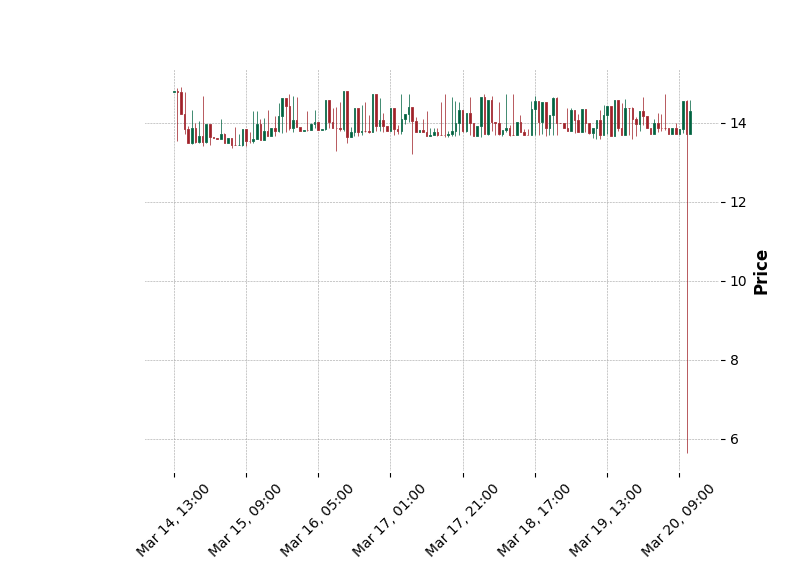 14
12
10
8
6
Price
Mar 14, 13:00
Mar 15, 09:00
Mar 16, 05:00
Mar 17, 01:00
Mar 17, 21:00
Mar 18, 17:00
Mar 19, 13:00
Mar 20, 09:00